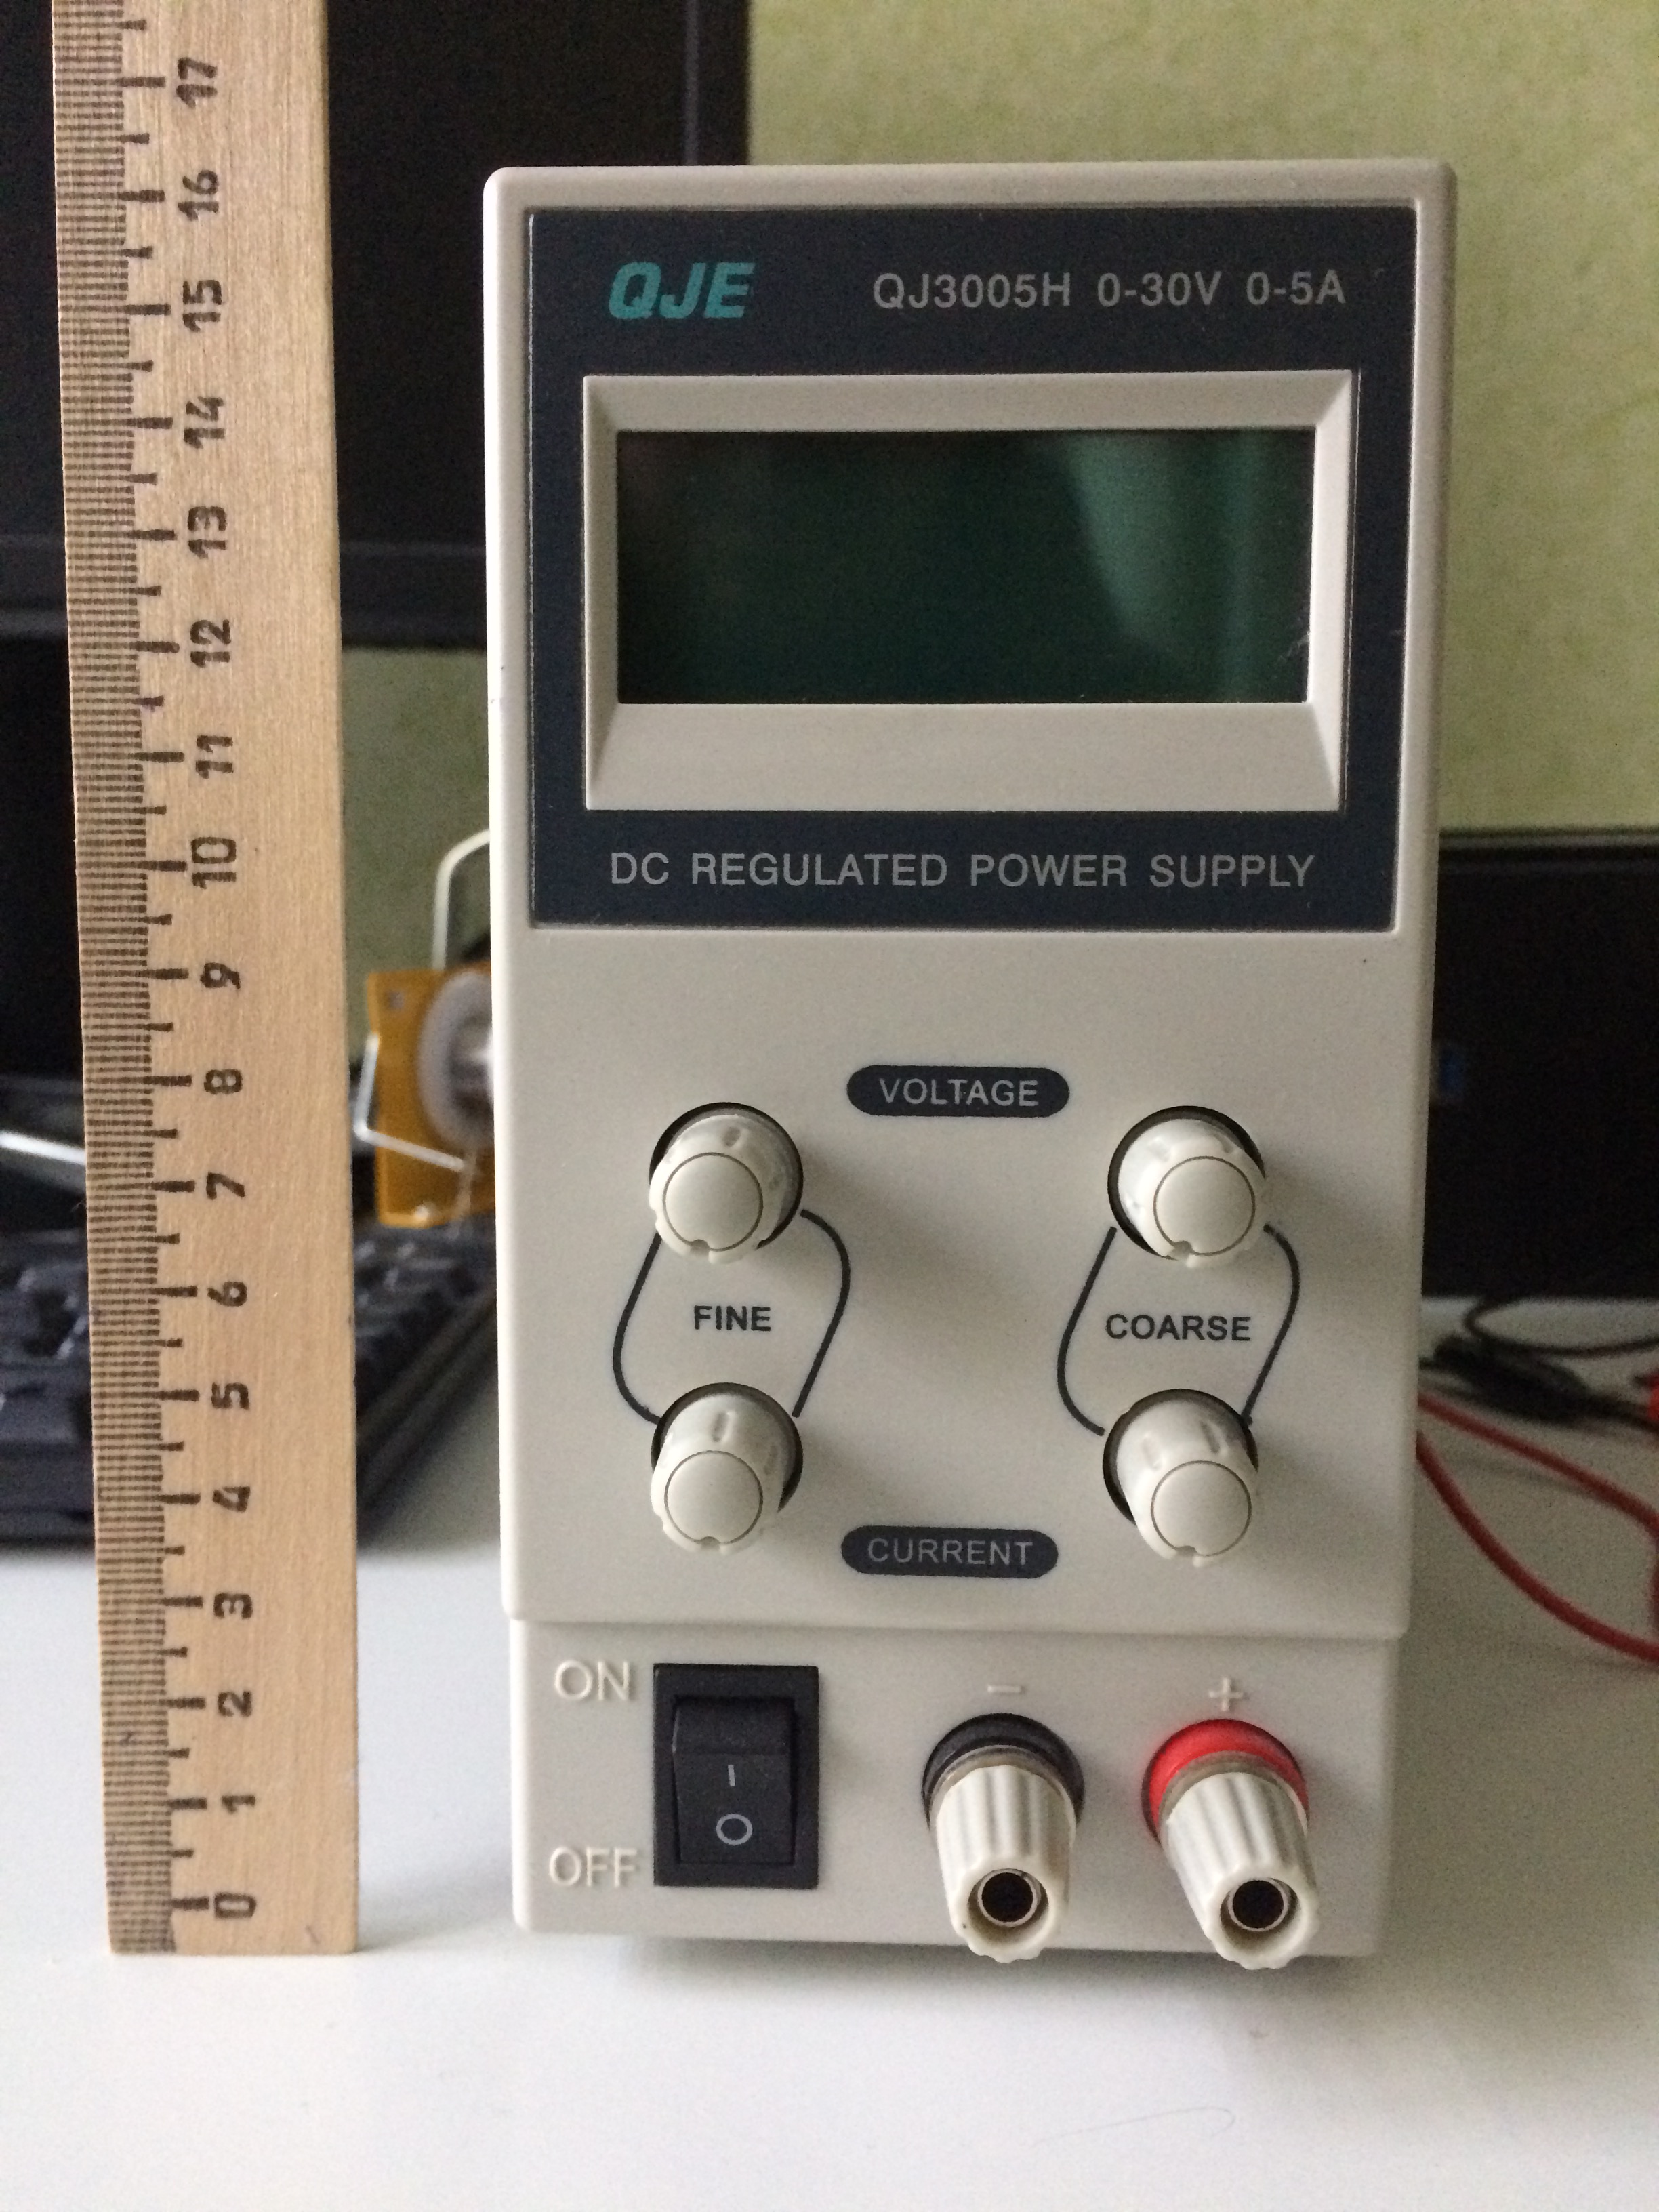 17
16
15
14
13
12
11
10
9
8
7
6
5
4
3
2
1
0
QJE QJ3005H 0-30V 0-5A
DC REGULATED POWER SUPPLY
VOLTAGE
FINE COARSE
CURRENT
ON
OFF
I
O
− +